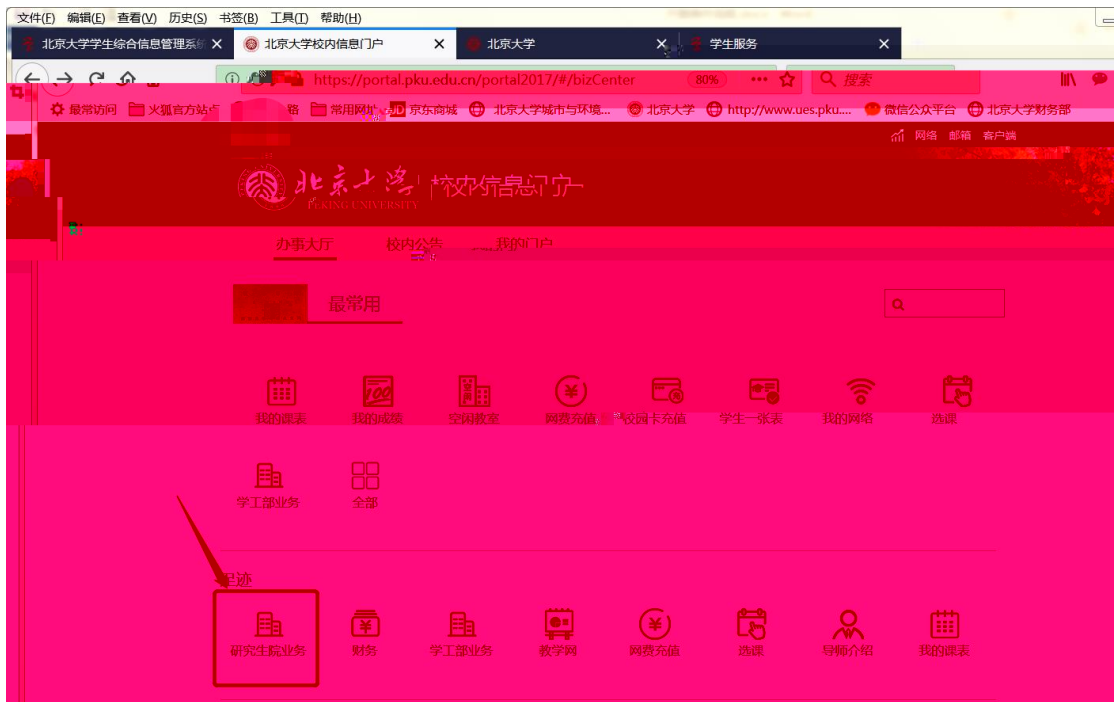 文件(F) 编辑(E) 查看(V) 历史(S) 书签(B) 工具(T) 帮助(H)
北京大学学生综合信息管理系统 北京大学校内信息门户 北京大学 学生服务
https://portal.pku.edu.cn/portal2017/#/bizCenter 80% 搜索
最常访问 火狐官方站点 常用网址 京东商城 北京大学城市与环境... 北京大学 http://www.ues.pku.... 微信公众平台 北京大学财务部
网络 邮箱 客户端
北京大学 校内信息门户
PEKING UNIVERSITY
办事大厅 校内公告 我的门户
最常用
我的课表 我的成绩 空闲教室 网费充值 校园卡充值 学生一张表 我的网络 选课
学工部业务 全部
足迹
研究生院业务 财务 学工部业务 教学网 网费充值 选课 导师介绍 我的课表